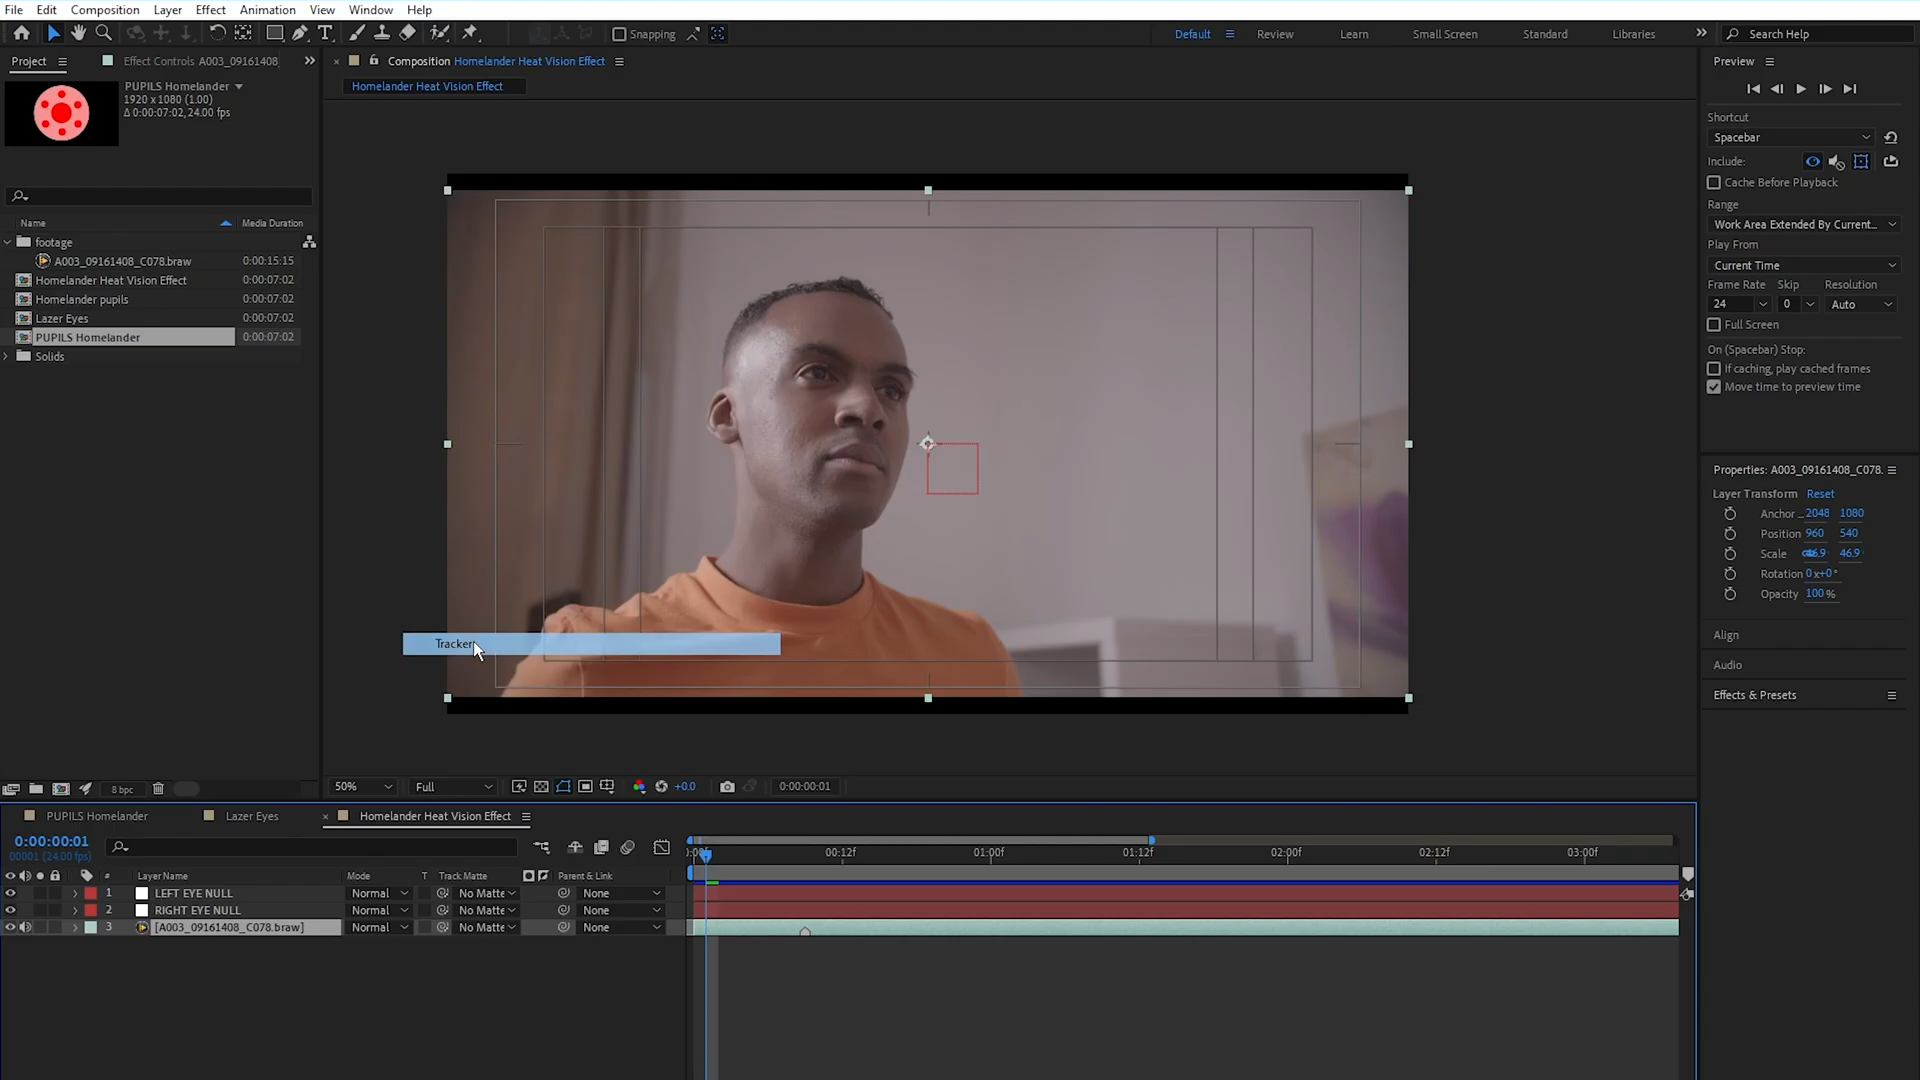 File Edit Composition Layer Effect Animation View Window Help
Snapping
Default Review Learn Small Screen Standard Libraries » Search Help
Project Effect Controls A003_09161408 »
Composition Homelander Heat Vision Effect
Homelander Heat Vision Effect
PUPILS Homelander
1920 x 1080 (1.00)
Δ 0:00:07:02, 24.00 fps
Name Media Duration
footage
A003_09161408_C078.braw 0:00:15:15
Homelander Heat Vision Effect 0:00:07:02
Homelander pupils 0:00:07:02
Lazer Eyes 0:00:07:02
PUPILS Homelander 0:00:07:02
Solids
8 bpc
Tracker
50% Full +0.0 0:00:00:01
Preview
Shortcut
Spacebar
Include:
Cache Before Playback
Range
Work Area Extended By Current...
Play From
Current Time
Frame Rate Skip Resolution
24 0 Auto
Full Screen
On (Spacebar) Stop:
If caching, play cached frames
Move time to preview time
Properties: A003_09161408_C078.
Layer Transform Reset
Anchor .. 2048 1080
Position 960 540
Scale 46.9 46.9
Rotation 0x+0°
Opacity 100 %
Align
Audio
Effects & Presets
PUPILS Homelander Lazer Eyes × Homelander Heat Vision Effect
0:00:00:01
00001 (24.00 fps)
:00f 00:12f 01:00f 01:12f 02:00f 02:12f 03:00f
# Layer Name Mode T Track Matte Parent & Link
1 LEFT EYE NULL Normal No Matte None
2 RIGHT EYE NULL Normal No Matte None
3 [A003_09161408_C078.braw] Normal No Matte None